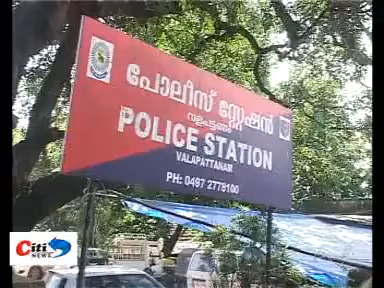 പോലീസ് സ്റ്റേഷൻ
വളപട്ടണം
POLICE STATION
VALAPATTANAM
PH: 0497 2778100
Citi
NEWS